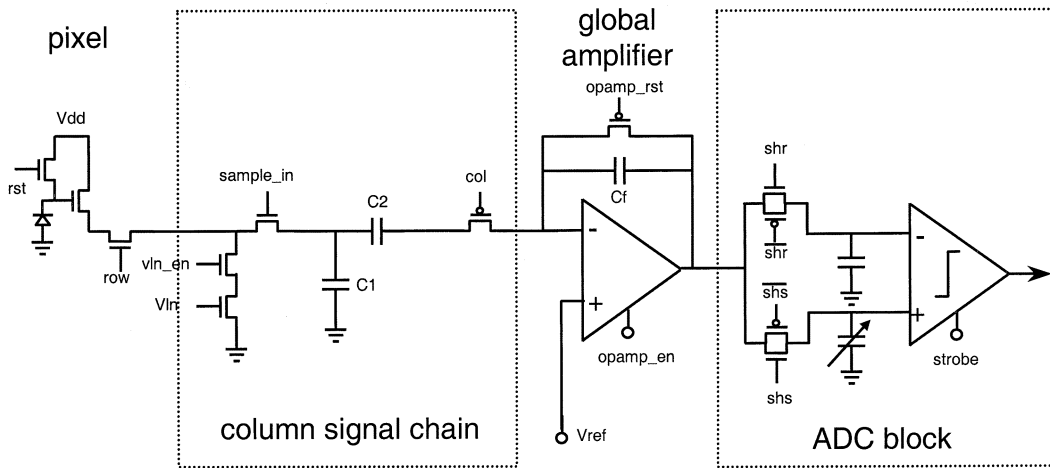 pixel
global
amplifier
opamp_rst
Vdd
rst
row
sample_in
C2
col
Cf
shr
shr
vln_en
Vln
C1
-
+
-
+
shs
shs
opamp_en
strobe
Vref
column signal chain
ADC block